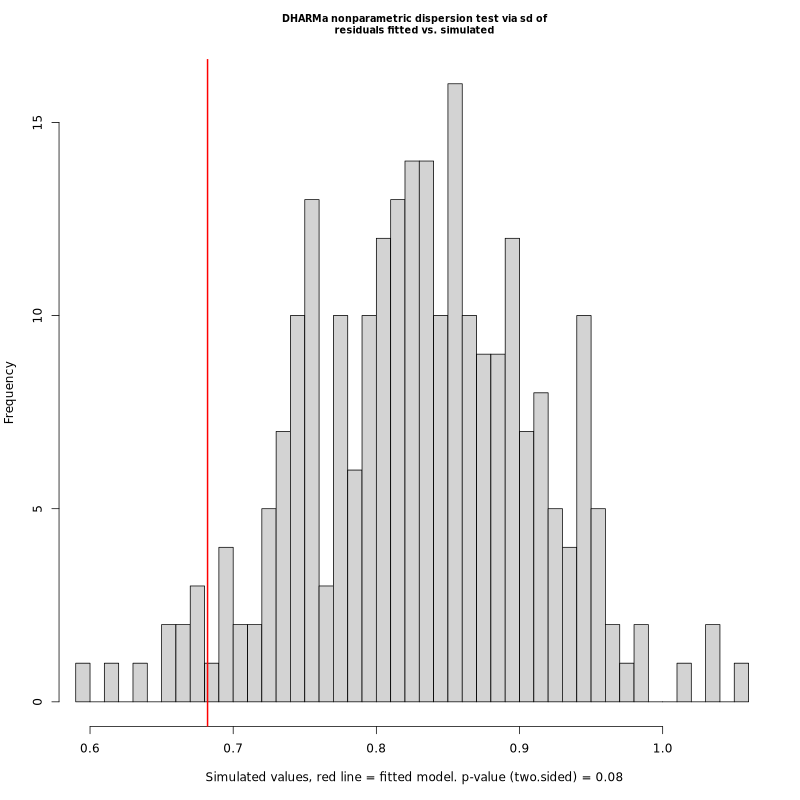 DHARMa nonparametric dispersion test via sd of
residuals fitted vs. simulated
Frequency
15
10
5
0
0.6 0.7 0.8 0.9 1.0
Simulated values, red line = fitted model. p-value (two.sided) = 0.08